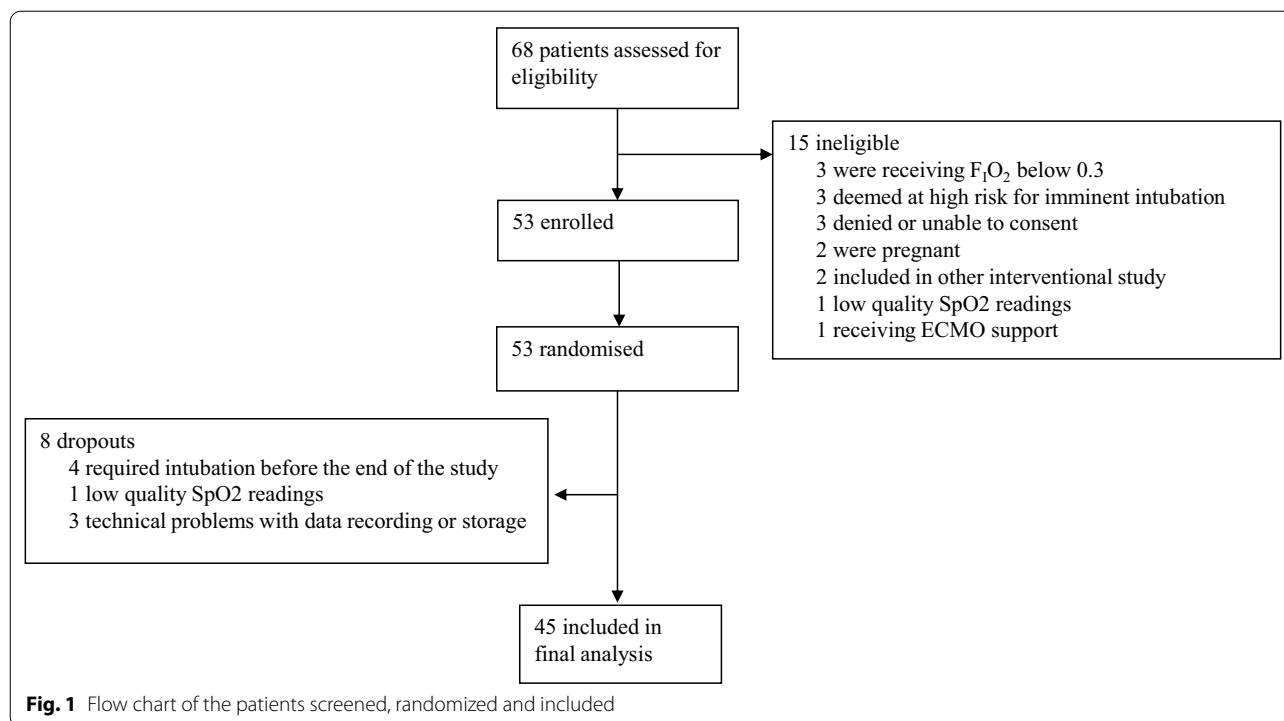 68 patients assessed for
eligibility
15 ineligible
3 were receiving FIO2 below 0.3
3 deemed at high risk for imminent intubation
3 denied or unable to consent
2 were pregnant
2 included in other interventional study
1 low quality SpO2 readings
1 receiving ECMO support
53 enrolled
53 randomised
8 dropouts
4 required intubation before the end of the study
1 low quality SpO2 readings
3 technical problems with data recording or storage
45 included in
final analysis
Fig. 1 Flow chart of the patients screened, randomized and included